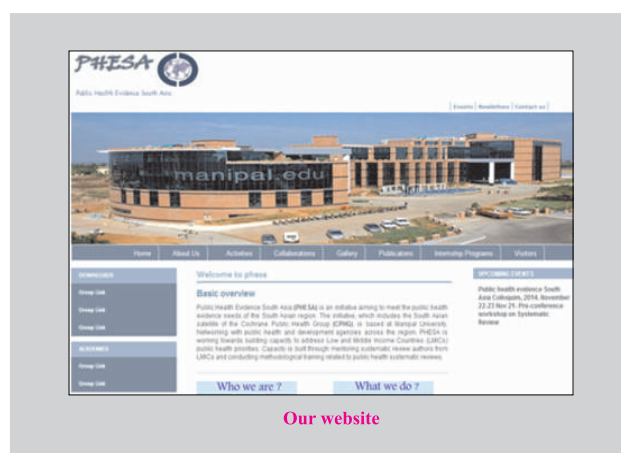 PHESA
Public Health Evidence South Asia
Events | Newsletters | Contact us
manipal.edu
Home About Us Activities Collaborations Gallery Publications Internship Programs Visitors
Welcome to phesa
Basic overview
Public Health Evidence South Asia (PHESA) is an initiative aiming to meet the public health
evidence needs of the South Asian region. The initiative, which includes the South Asian
satellite of the Cochrane Public Health Group (CPHG), is based at Manipal University.
Networking with public health and development agencies across the region. PHESA is
working towards building capacity to address Low and Middle Income Countries (LMICs)
public health priorities. Capacity is built through mentoring systematic review authors from
LMICs and conducting methodological training related to public health systematic reviews.
Who we are ?
What we do ?
Group Link
Group Link
Group Link
ACADEMICS
Group Link
Group Link
UPCOMING EVENTS
Public health evidence South
Asia Colloquim, 2014, November
22-23 Nov 21- Pre-conference
workshop on Systematic
Review
Our website